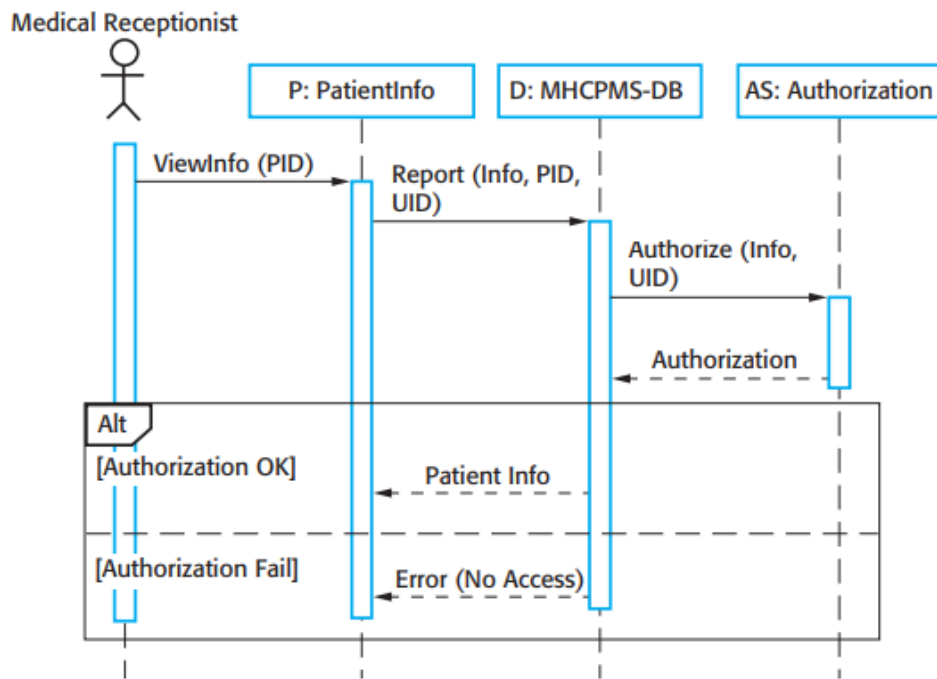 Medical Receptionist
P: PatientInfo
D: MHCPMS-DB
AS: Authorization
ViewInfo (PID)
Report (Info, PID,
UID)
Authorize (Info,
UID)
Authorization
Alt
[Authorization OK]
Patient Info
[Authorization Fail]
Error (No Access)